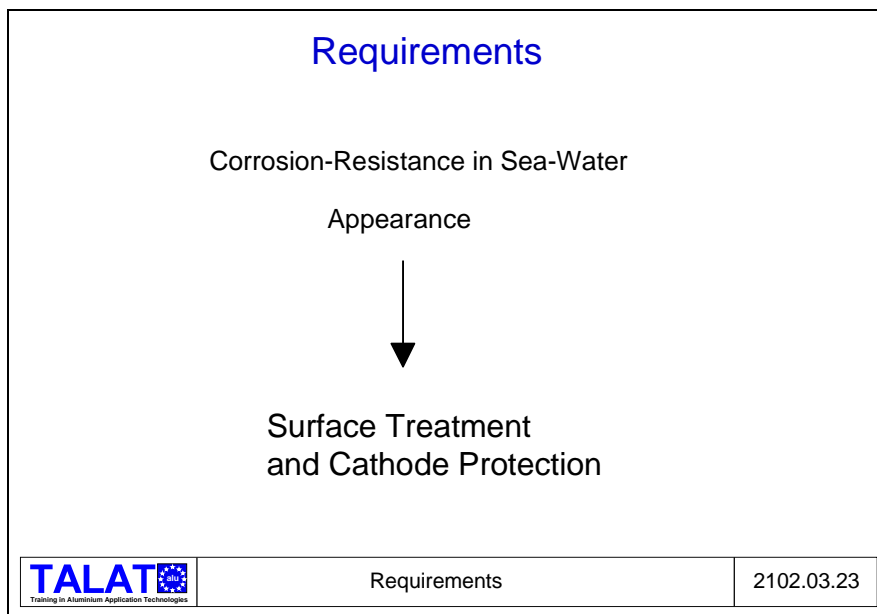 Requirements
Corrosion-Resistance in Sea-Water
Appearance
Surface Treatment
and Cathode Protection
TALAT
alu
Training in Aluminium Application Technologies
Requirements
2102.03.23